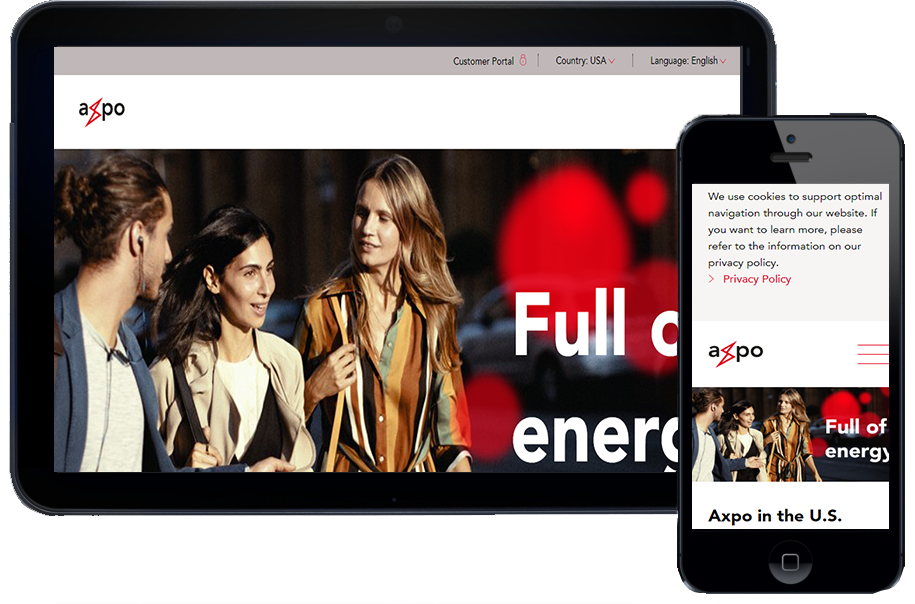 Customer Portal
Country: USA
Language: English
axpo
Full o
energ
We use cookies to support optimal
navigation through our website. If
you want to learn more, please
refer to the information on our
privacy policy.
Privacy Policy
axpo
Full of
energy
Axpo in the U.S.